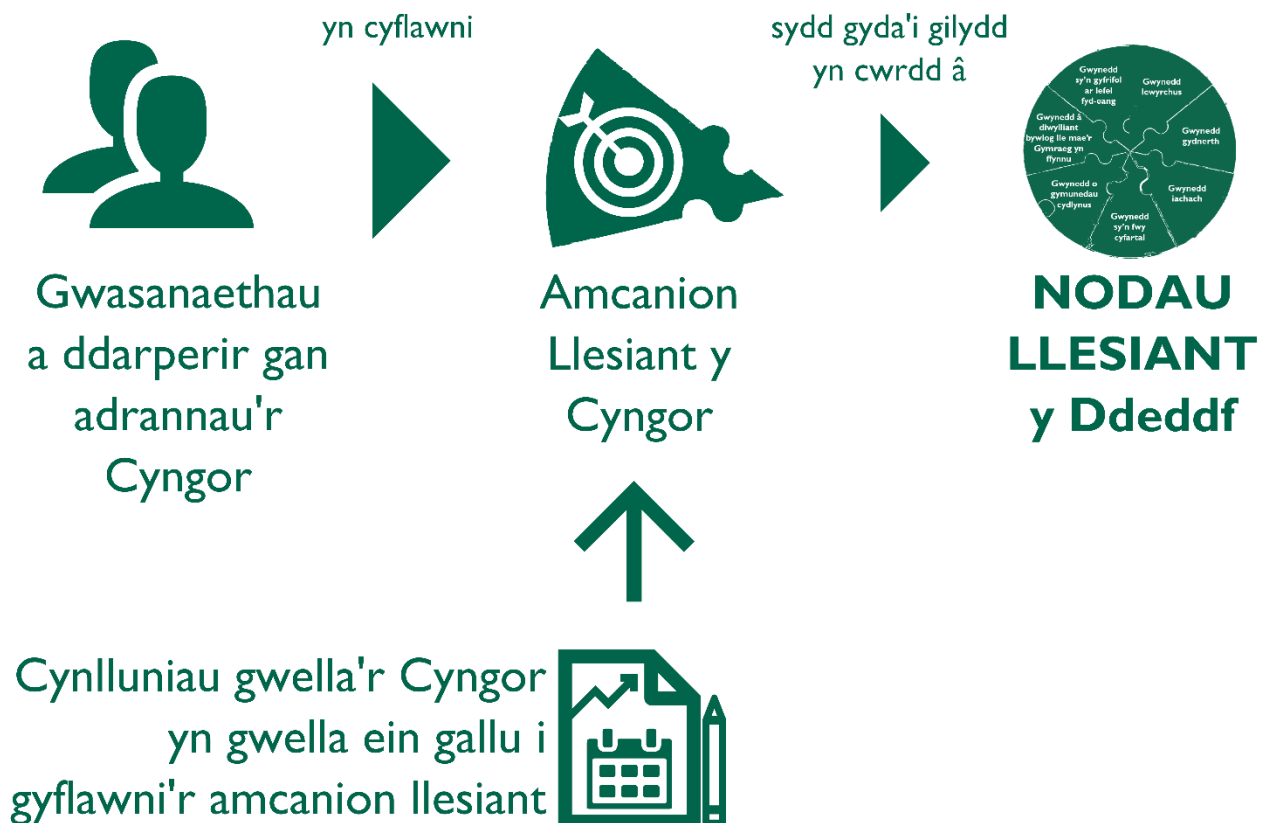 yn cyflawni
sydd gyda'i gilydd
yn cwrdd â
Gwasanaethau
a ddarperir gan
adrannau'r
Cyngor
Amcanion
Llesiant y
Cyngor
Gwynedd
sy'n gyfrifol
ar lefel
fyd-eang
Gwynedd
lewyrchus
Gwynedd
gydnerth
Gwynedd
iachach
Gwynedd
sy'n fwy
cyfartal
Gwynedd o
gymunedau
cydlynus
Gwynedd â
diwylliant
bywiog lle mae'r
Gymraeg yn
ffynnu
NODAU
LLESIANT
y Ddeddf
Cynlluniau gwella'r Cyngor
yn gwella ein gallu i
gyflawni'r amcanion llesiant